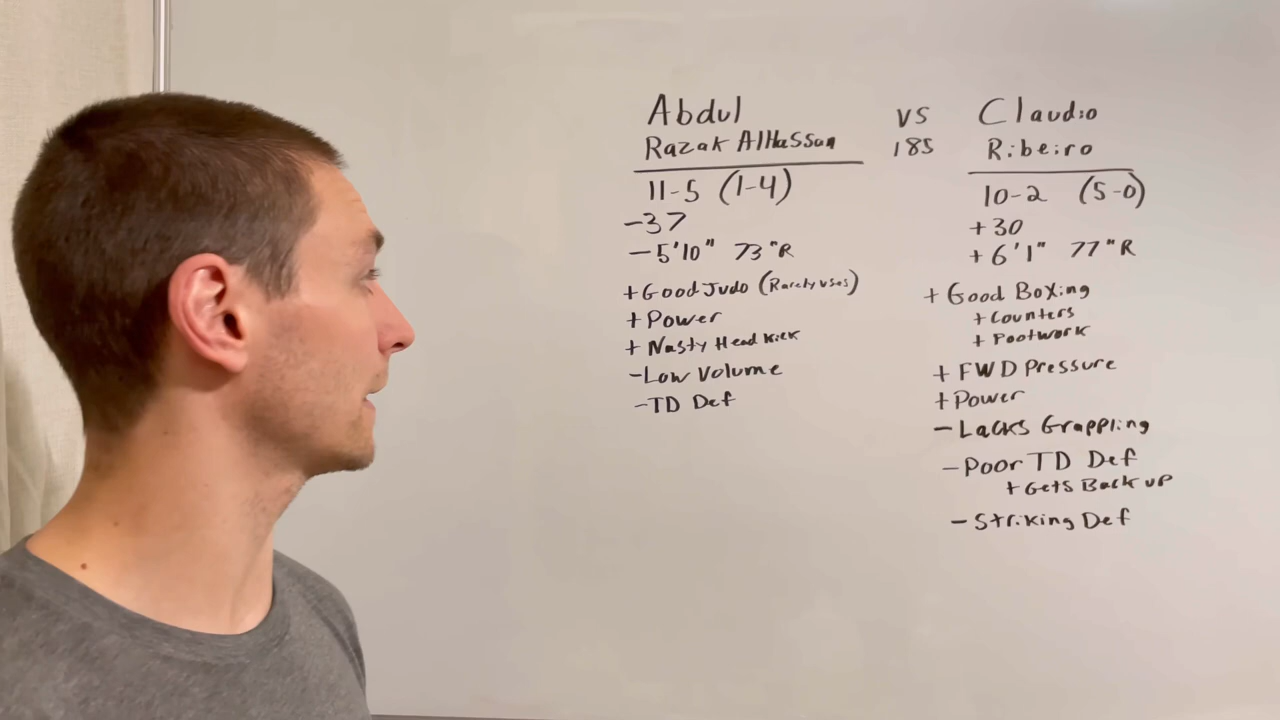 Abdul
Razak AlHassan
11-5 (1-4)
-37
-5'10" 73"R
+Good Judo (Rarely uses)
+Power
+Nasty Head Kick
-Low Volume
-TD Def
VS
185
Claudio
Ribeiro
10-2 (5-0)
+30
+6'1" 77"R
+Good Boxing
+Counters
+Footwork
+FWD Pressure
+Power
-Lacks Grappling
-Poor TD Def
+Gets Back up
-Striking Def